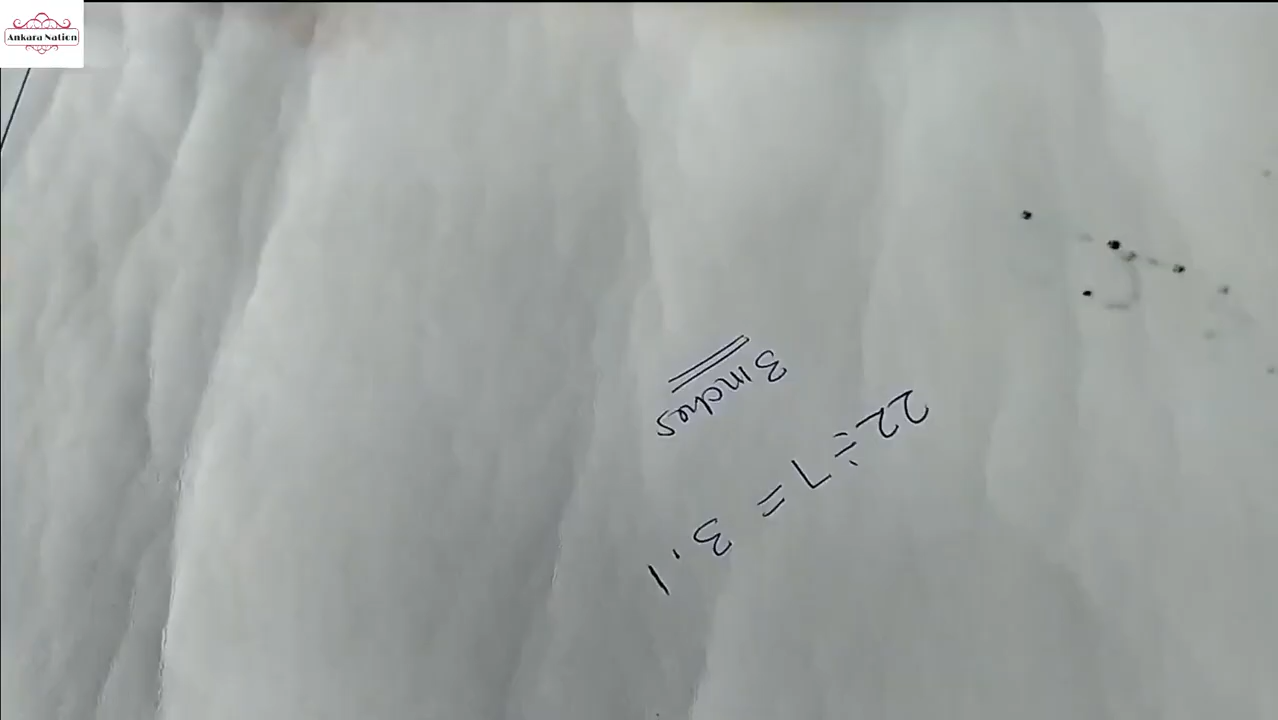 Ankara Nation
22 ÷ 7 = 3.1
3 inches